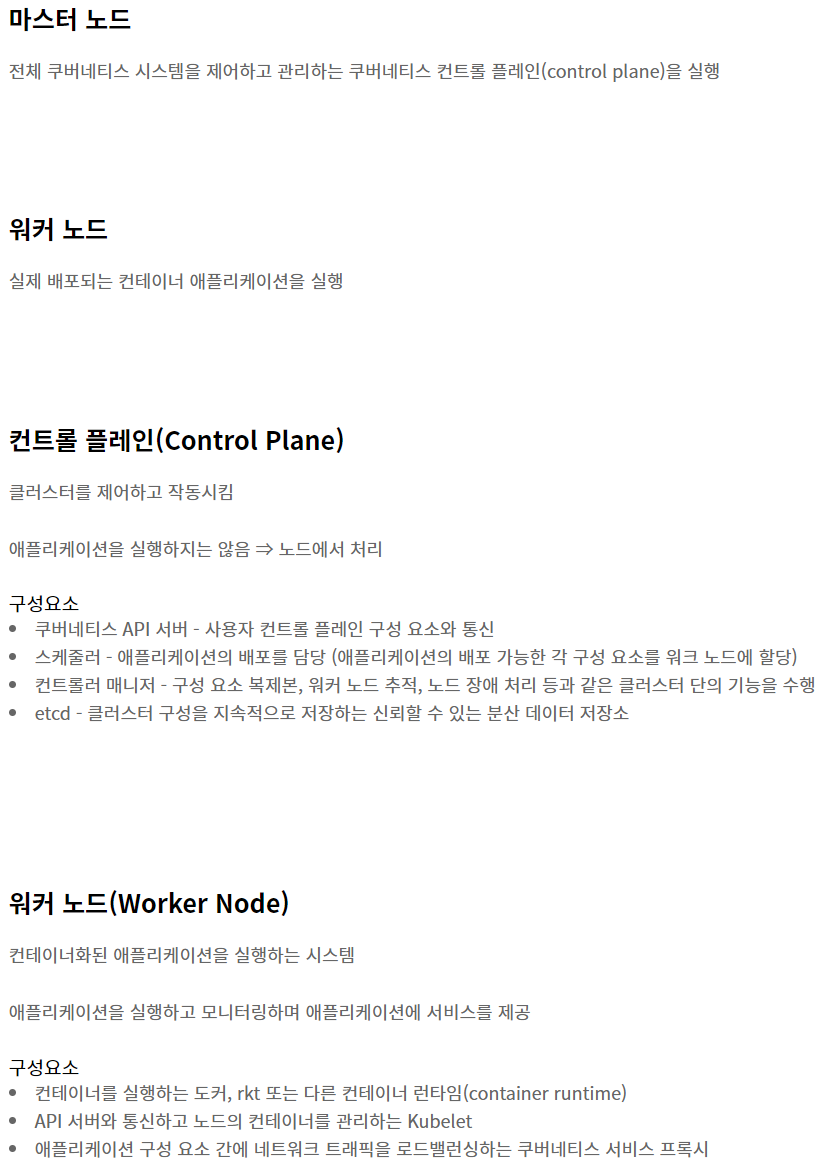 마스터 노드
전체 쿠버네티스 시스템을 제어하고 관리하는 쿠버네티스 컨트롤 플레인(control plane)을 실행
워커 노드
실제 배포되는 컨테이너 애플리케이션을 실행
컨트롤 플레인(Control Plane)
클러스터를 제어하고 작동시킴
애플리케이션을 실행하지는 않음 ⇒ 노드에서 처리
구성요소
• 쿠버네티스 API 서버 - 사용자 컨트롤 플레인 구성 요소와 통신
• 스케줄러 - 애플리케이션의 배포를 담당 (애플리케이션의 배포 가능한 각 구성 요소를 워크 노드에 할당)
• 컨트롤러 매니저 - 구성 요소 복제본, 워커 노드 추적, 노드 장애 처리 등과 같은 클러스터 단의 기능을 수행
• etcd - 클러스터 구성을 지속적으로 저장하는 신뢰할 수 있는 분산 데이터 저장소
워커 노드(Worker Node)
컨테이너화된 애플리케이션을 실행하는 시스템
애플리케이션을 실행하고 모니터링하며 애플리케이션에 서비스를 제공
구성요소
• 컨테이너를 실행하는 도커, rkt 또는 다른 컨테이너 런타임(container runtime)
• API 서버와 통신하고 노드의 컨테이너를 관리하는 Kubelet
• 애플리케이션 구성 요소 간에 네트워크 트래픽을 로드밸런싱하는 쿠버네티스 서비스 프록시